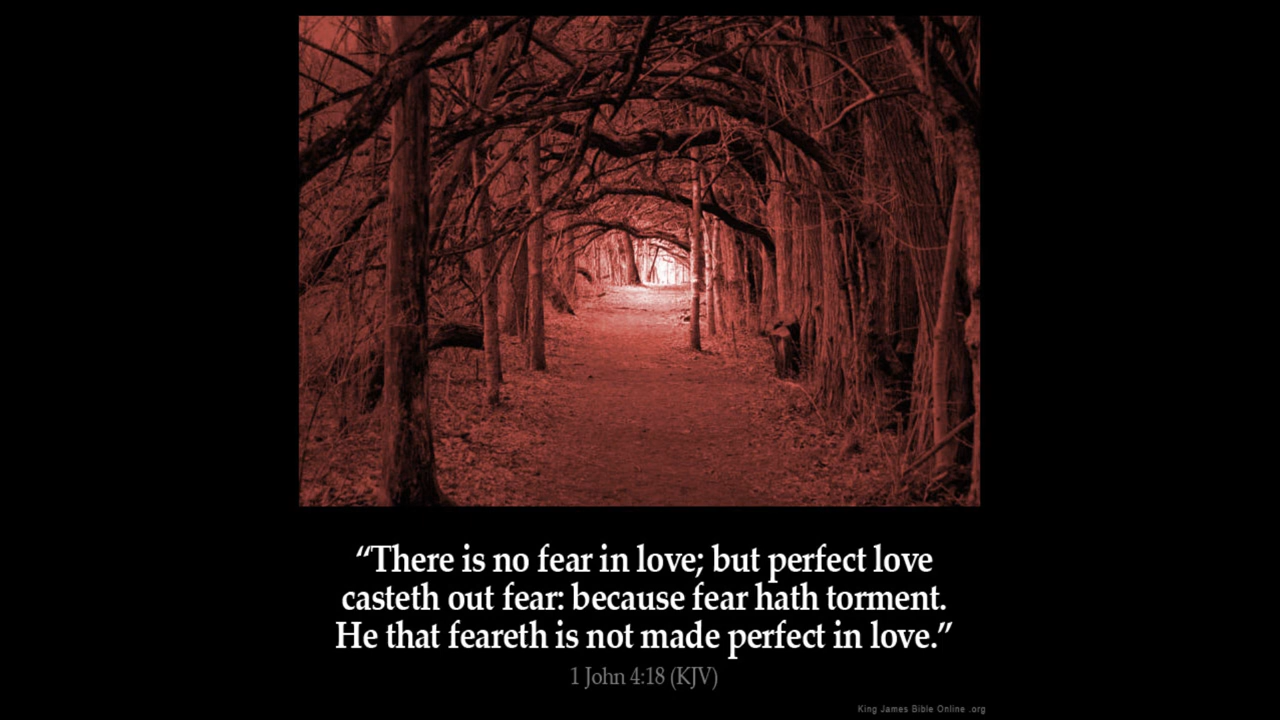 “There is no fear in love; but perfect love
casteth out fear: because fear hath torment.
He that feareth is not made perfect in love.”
1 John 4:18 (KJV)
King James Bible Online .org